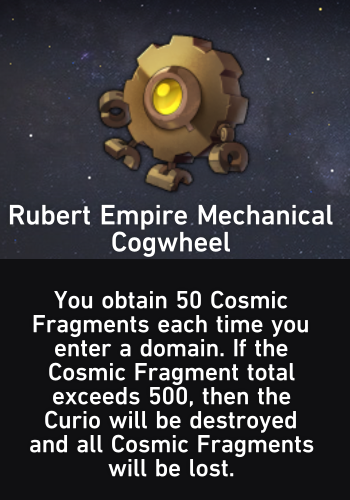 Rubert Empire Mechanical
Cogwheel
You obtain 50 Cosmic
Fragments each time you
enter a domain. If the
Cosmic Fragment total
exceeds 500, then the
Curio will be destroyed
and all Cosmic Fragments
will be lost.